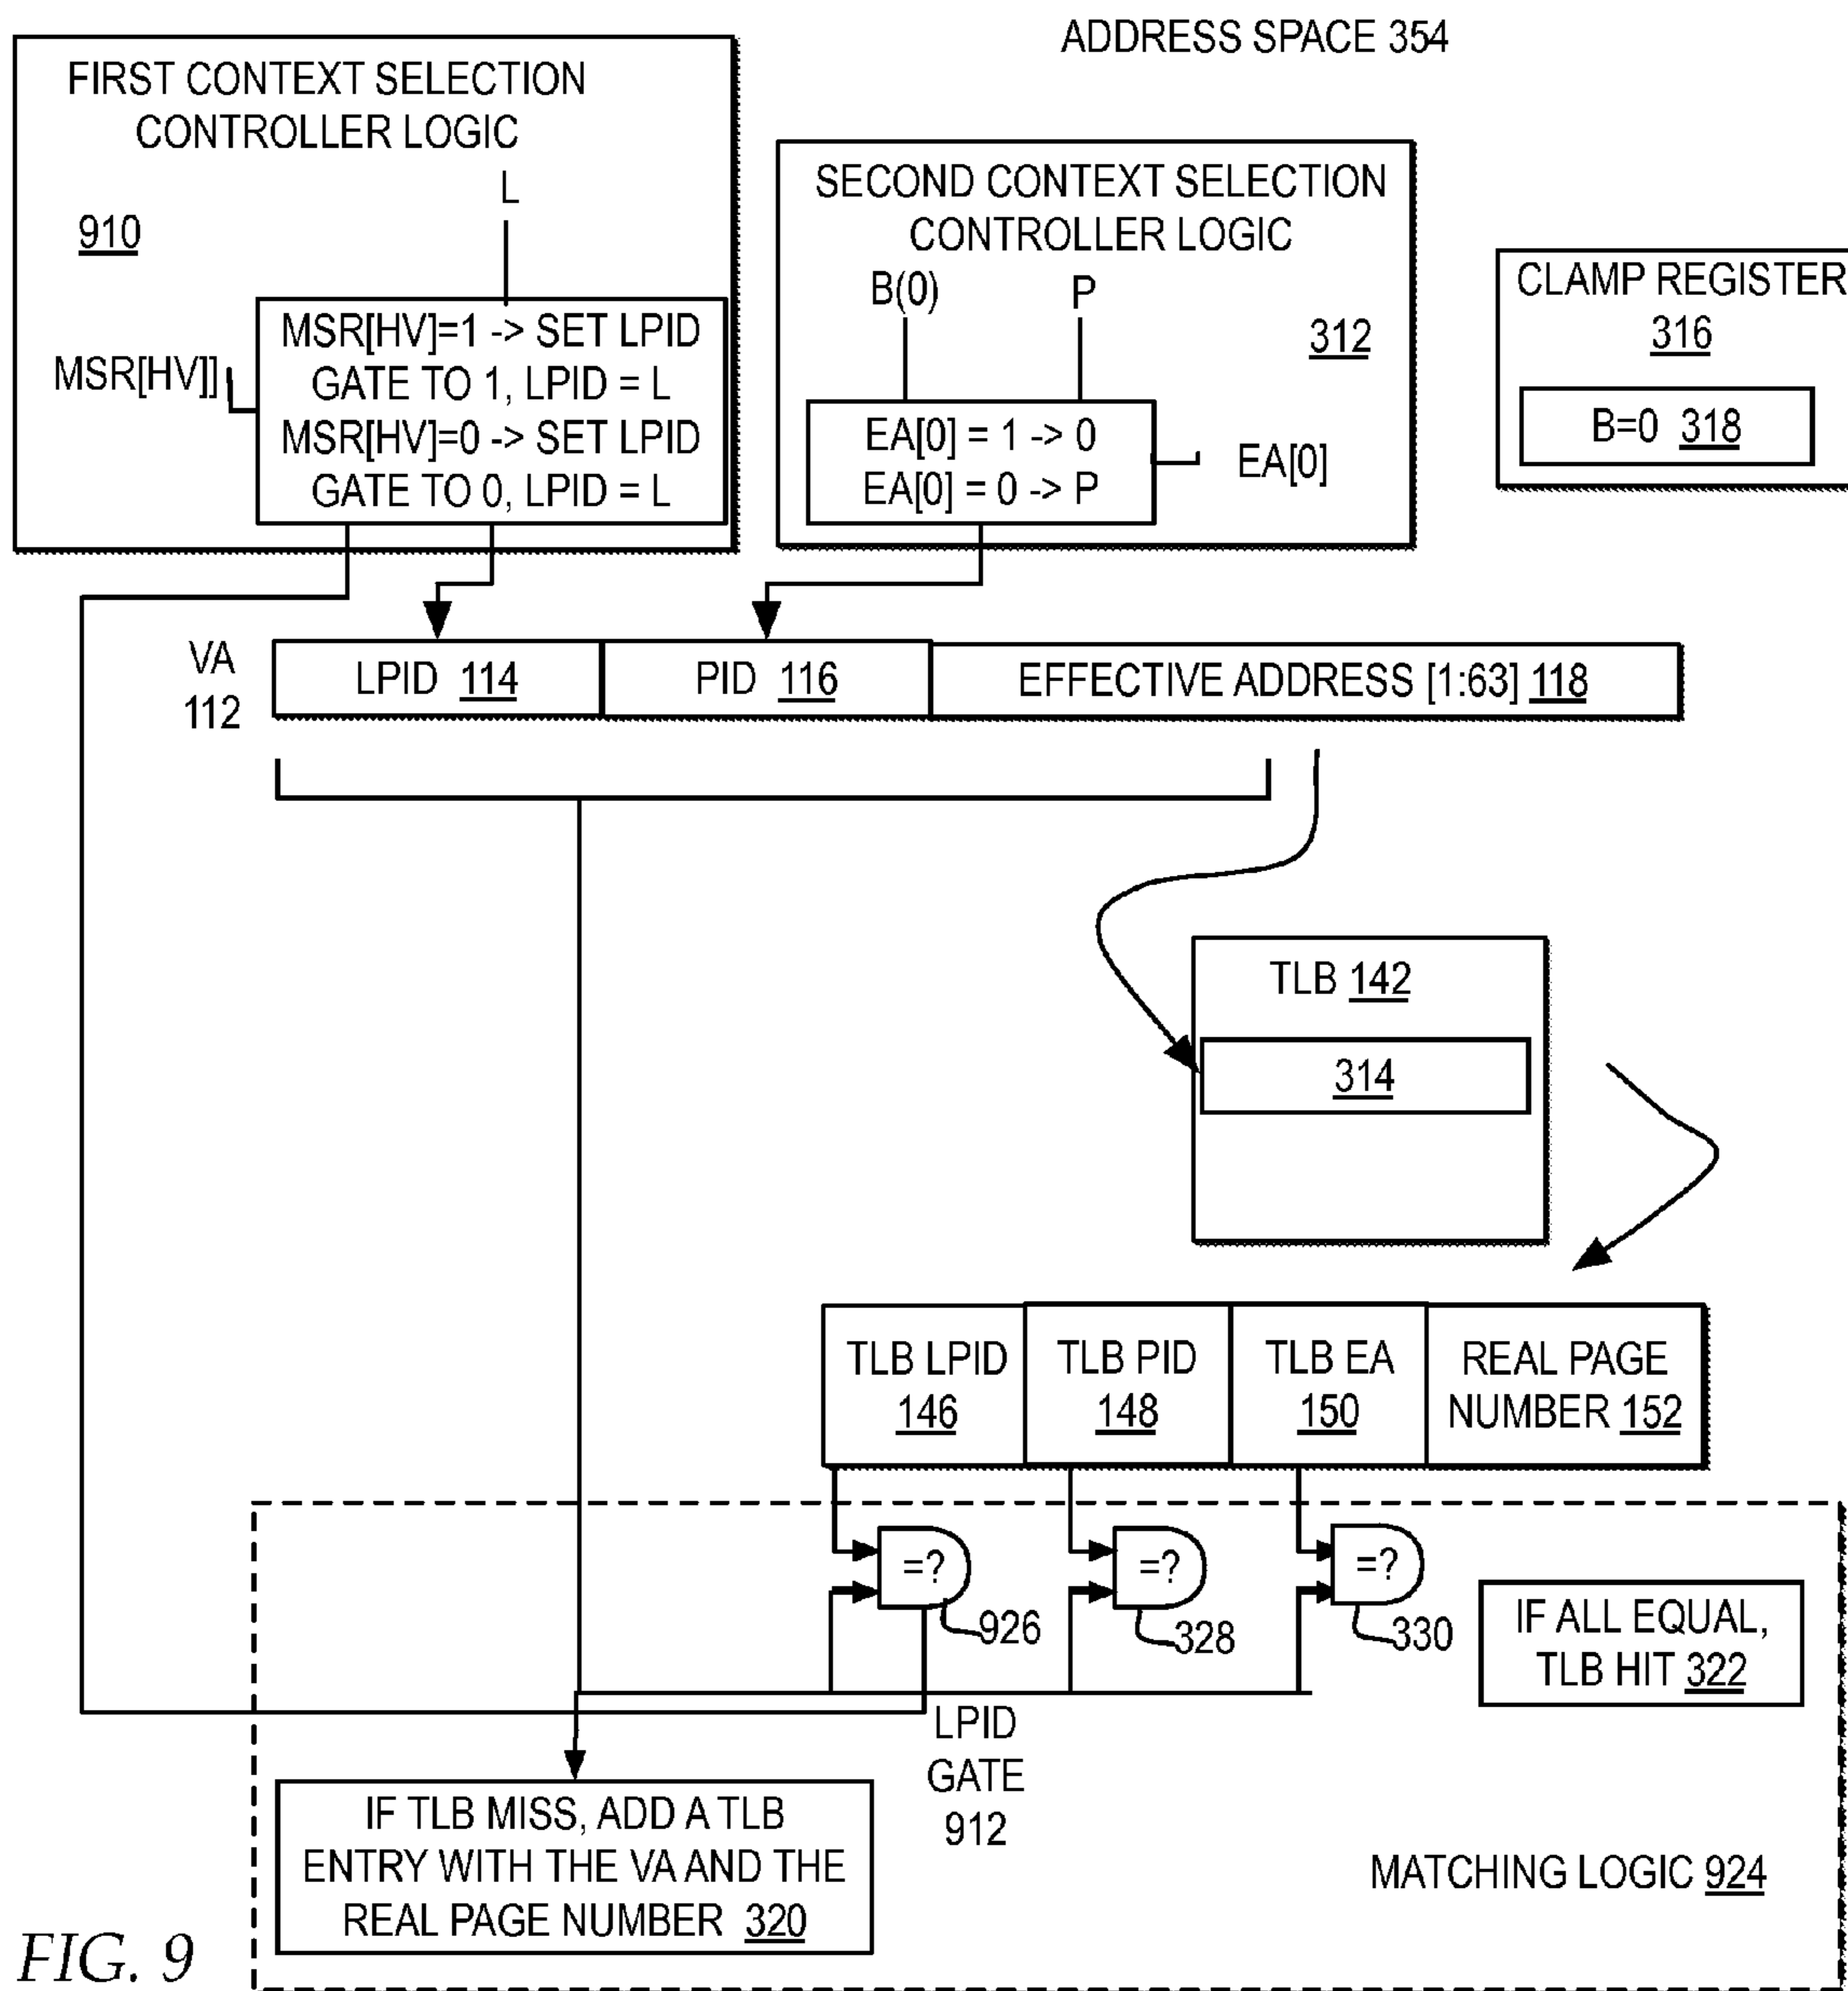 ADDRESS SPACE 354
FIRST CONTEXT SELECTION
CONTROLLER LOGIC
L
910
MSR[HV]]
MSR[HV]=1 -> SET LPID
GATE TO 1, LPID = L
MSR[HV]=0 -> SET LPID
GATE TO 0, LPID = L
SECOND CONTEXT SELECTION
CONTROLLER LOGIC
B(0)
P
312
EA[0] = 1 -> 0
EA[0] = 0 -> P
EA[0]
CLAMP REGISTER
316
B=0 318
VA
112
LPID 114
PID 116
EFFECTIVE ADDRESS [1:63] 118
TLB 142
314
TLB LPID
146
TLB PID
148
TLB EA
150
REAL PAGE
NUMBER 152
=?
=?
=?
926
328
330
IF ALL EQUAL,
TLB HIT 322
LPID
GATE
912
IF TLB MISS, ADD A TLB
ENTRY WITH THE VA AND THE
REAL PAGE NUMBER 320
MATCHING LOGIC 924
FIG. 9